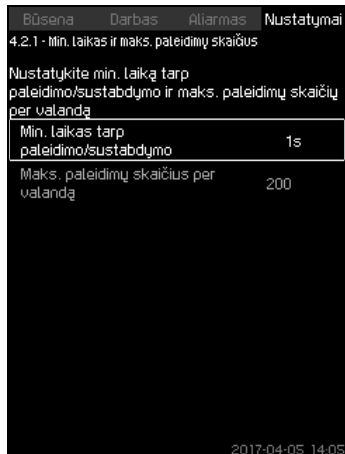 Būsena Darbas Aliarmas Nustatymai
4.2.1 - Min. laikas ir maks. paleidimų skaičius
Nustatykite min. laiką tarp
paleidimo/sustabdymo ir maks. paleidimų skaičių
per valandą
Min. laikas tarp
paleidimo/sustabdymo 1s
Maks. paleidimų skaičius per
valandą 200
2017-04-05 14:05